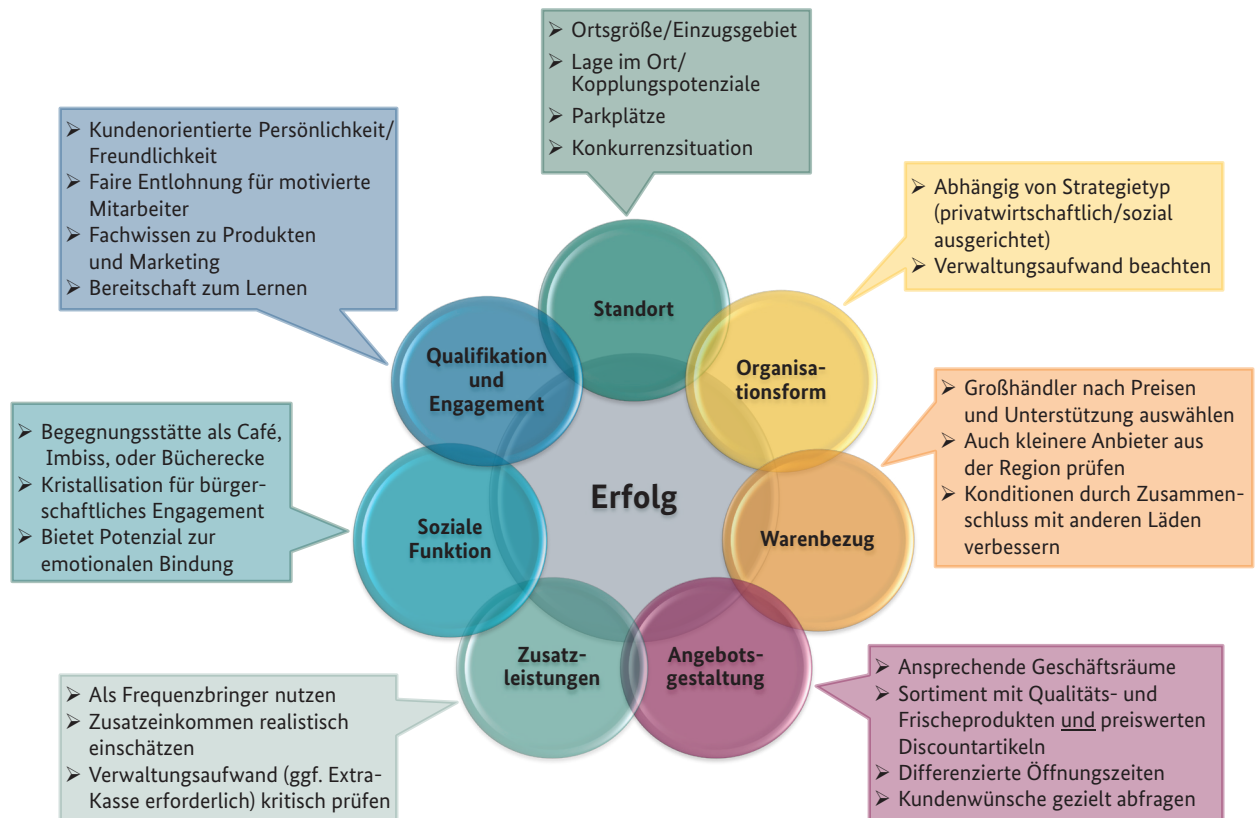 ➢ Ortsgröße/Einzugsgebiet
➢ Lage im Ort/
Kopplungspotenziale
➢ Parkplätze
➢ Konkurrenzsituation
➢ Kundenorientierte Persönlichkeit/
Freundlichkeit
➢ Faire Entlohnung für motivierte
Mitarbeiter
➢ Fachwissen zu Produkten
und Marketing
➢ Bereitschaft zum Lernen
➢ Abhängig von Strategietyp
(privatwirtschaftlich/sozial
ausgerichtet)
➢ Verwaltungsaufwand beachten
Standort
Qualifikation
und
Engagement
Organisa-
tionsform
➢ Begegnungsstätte als Café,
Imbiss, oder Bücherecke
➢ Kristallisation für bürger-
schaftliches Engagement
➢ Bietet Potenzial zur
emotionalen Bindung
➢ Großhändler nach Preisen
und Unterstützung auswählen
➢ Auch kleinere Anbieter aus
der Region prüfen
➢ Konditionen durch Zusammen-
schluss mit anderen Läden
verbessern
Erfolg
Soziale
Funktion
Warenbezug
Zusatz-
leistungen
Angebots-
gestaltung
➢ Als Frequenzbringer nutzen
➢ Zusatzeinkommen realistisch
einschätzen
➢ Verwaltungsaufwand (ggf. Extra-
Kasse erforderlich) kritisch prüfen
➢ Ansprechende Geschäftsräume
➢ Sortiment mit Qualitäts- und
Frischeprodukten und preiswerten
Discountartikeln
➢ Differenzierte Öffnungszeiten
➢ Kundenwünsche gezielt abfragen